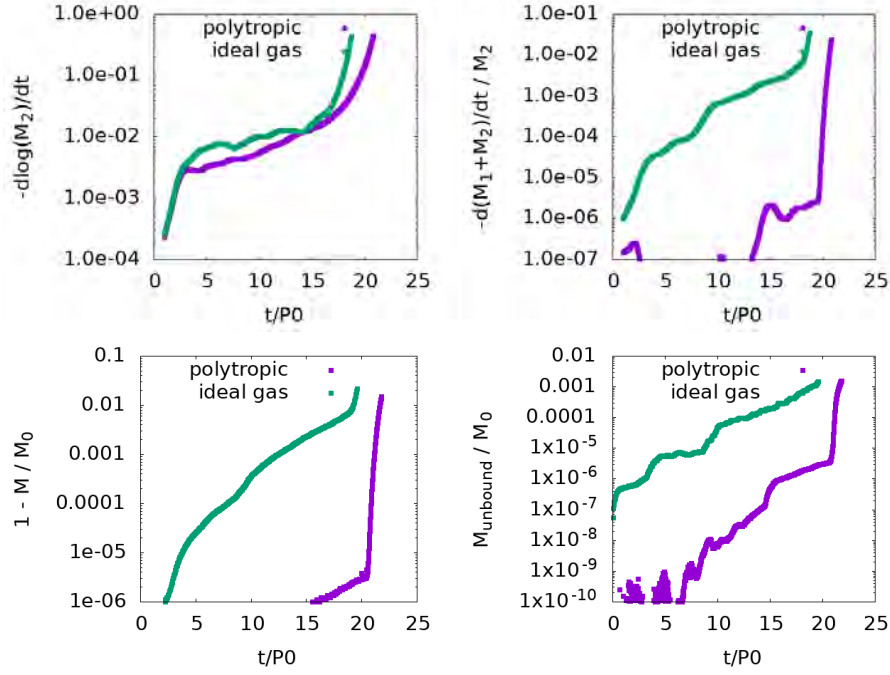 -dlog(M₂)/dt
1.0e+00
1.0e-01
1.0e-02
1.0e-03
1.0e-04
polytropic
ideal gas
0 5 10 15 20 25
t/P0
-d(M₁+M₂)/dt / M₂
1.0e-01
1.0e-02
1.0e-03
1.0e-04
1.0e-05
1.0e-06
1.0e-07
polytropic
ideal gas
0 5 10 15 20 25
t/P0
1 - M / M₀
0.1
0.01
0.001
0.0001
1e-05
1e-06
polytropic
ideal gas
0 5 10 15 20 25
t/P0
M_unbound / M₀
0.01
0.001
0.0001
1x10⁻⁵
1x10⁻⁶
1x10⁻⁷
1x10⁻⁸
1x10⁻⁹
1x10⁻¹⁰
polytropic
ideal gas
0 5 10 15 20 25
t/P0